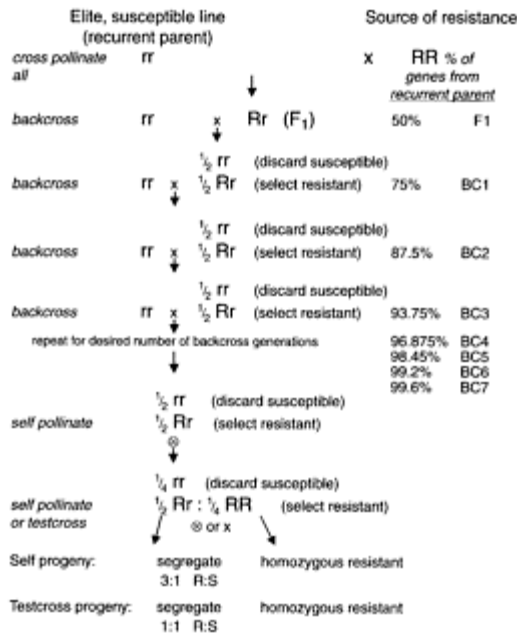 Elite, susceptible line Source of resistance
(recurrent parent)
cross pollinate rr x RR % of
all genes from
recurrent parent
backcross rr x Rr (F₁) 50% F1
½ rr (discard susceptible)
backcross rr x ½ Rr (select resistant) 75% BC1
½ rr (discard susceptible)
backcross rr x ½ Rr (select resistant) 87.5% BC2
½ rr (discard susceptible)
backcross rr x ½ Rr (select resistant) 93.75% BC3
repeat for desired number of backcross generations 96.875% BC4
98.45% BC5
99.2% BC6
99.6% BC7
½ rr (discard susceptible)
self pollinate ½ Rr (select resistant)
⊗
¼ rr (discard susceptible)
self pollinate ½ Rr : ¼ RR (select resistant)
or testcross ⊗ or x
Self progeny: segregate homozygous resistant
3:1 R:S
Testcross progeny: segregate homozygous resistant
1:1 R:S